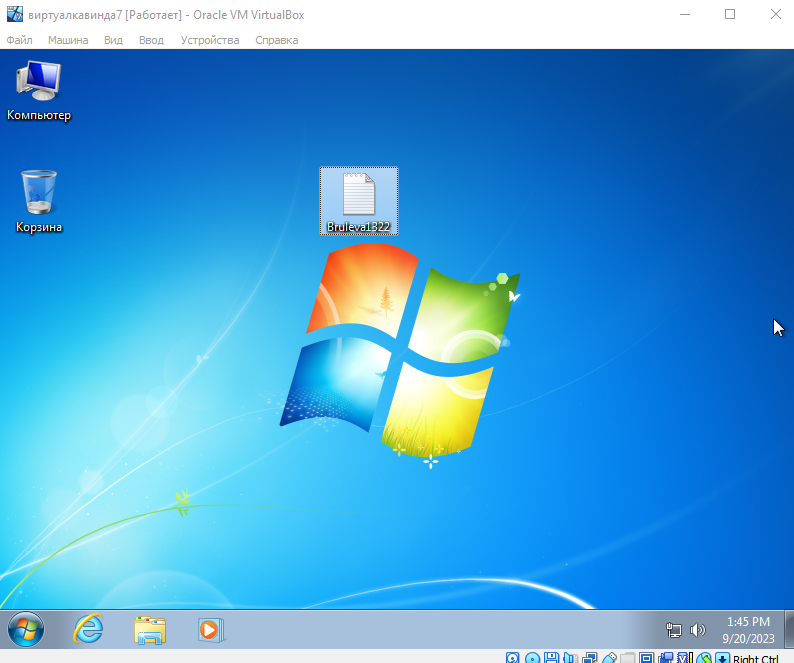 виртуалкавинда7 [Работает] - Oracle VM VirtualBox
Файл Машина Вид Ввод Устройства Справка
Компьютер
Корзина
Bruleva1322
1:45 PM
9/20/2023
Right Ctrl